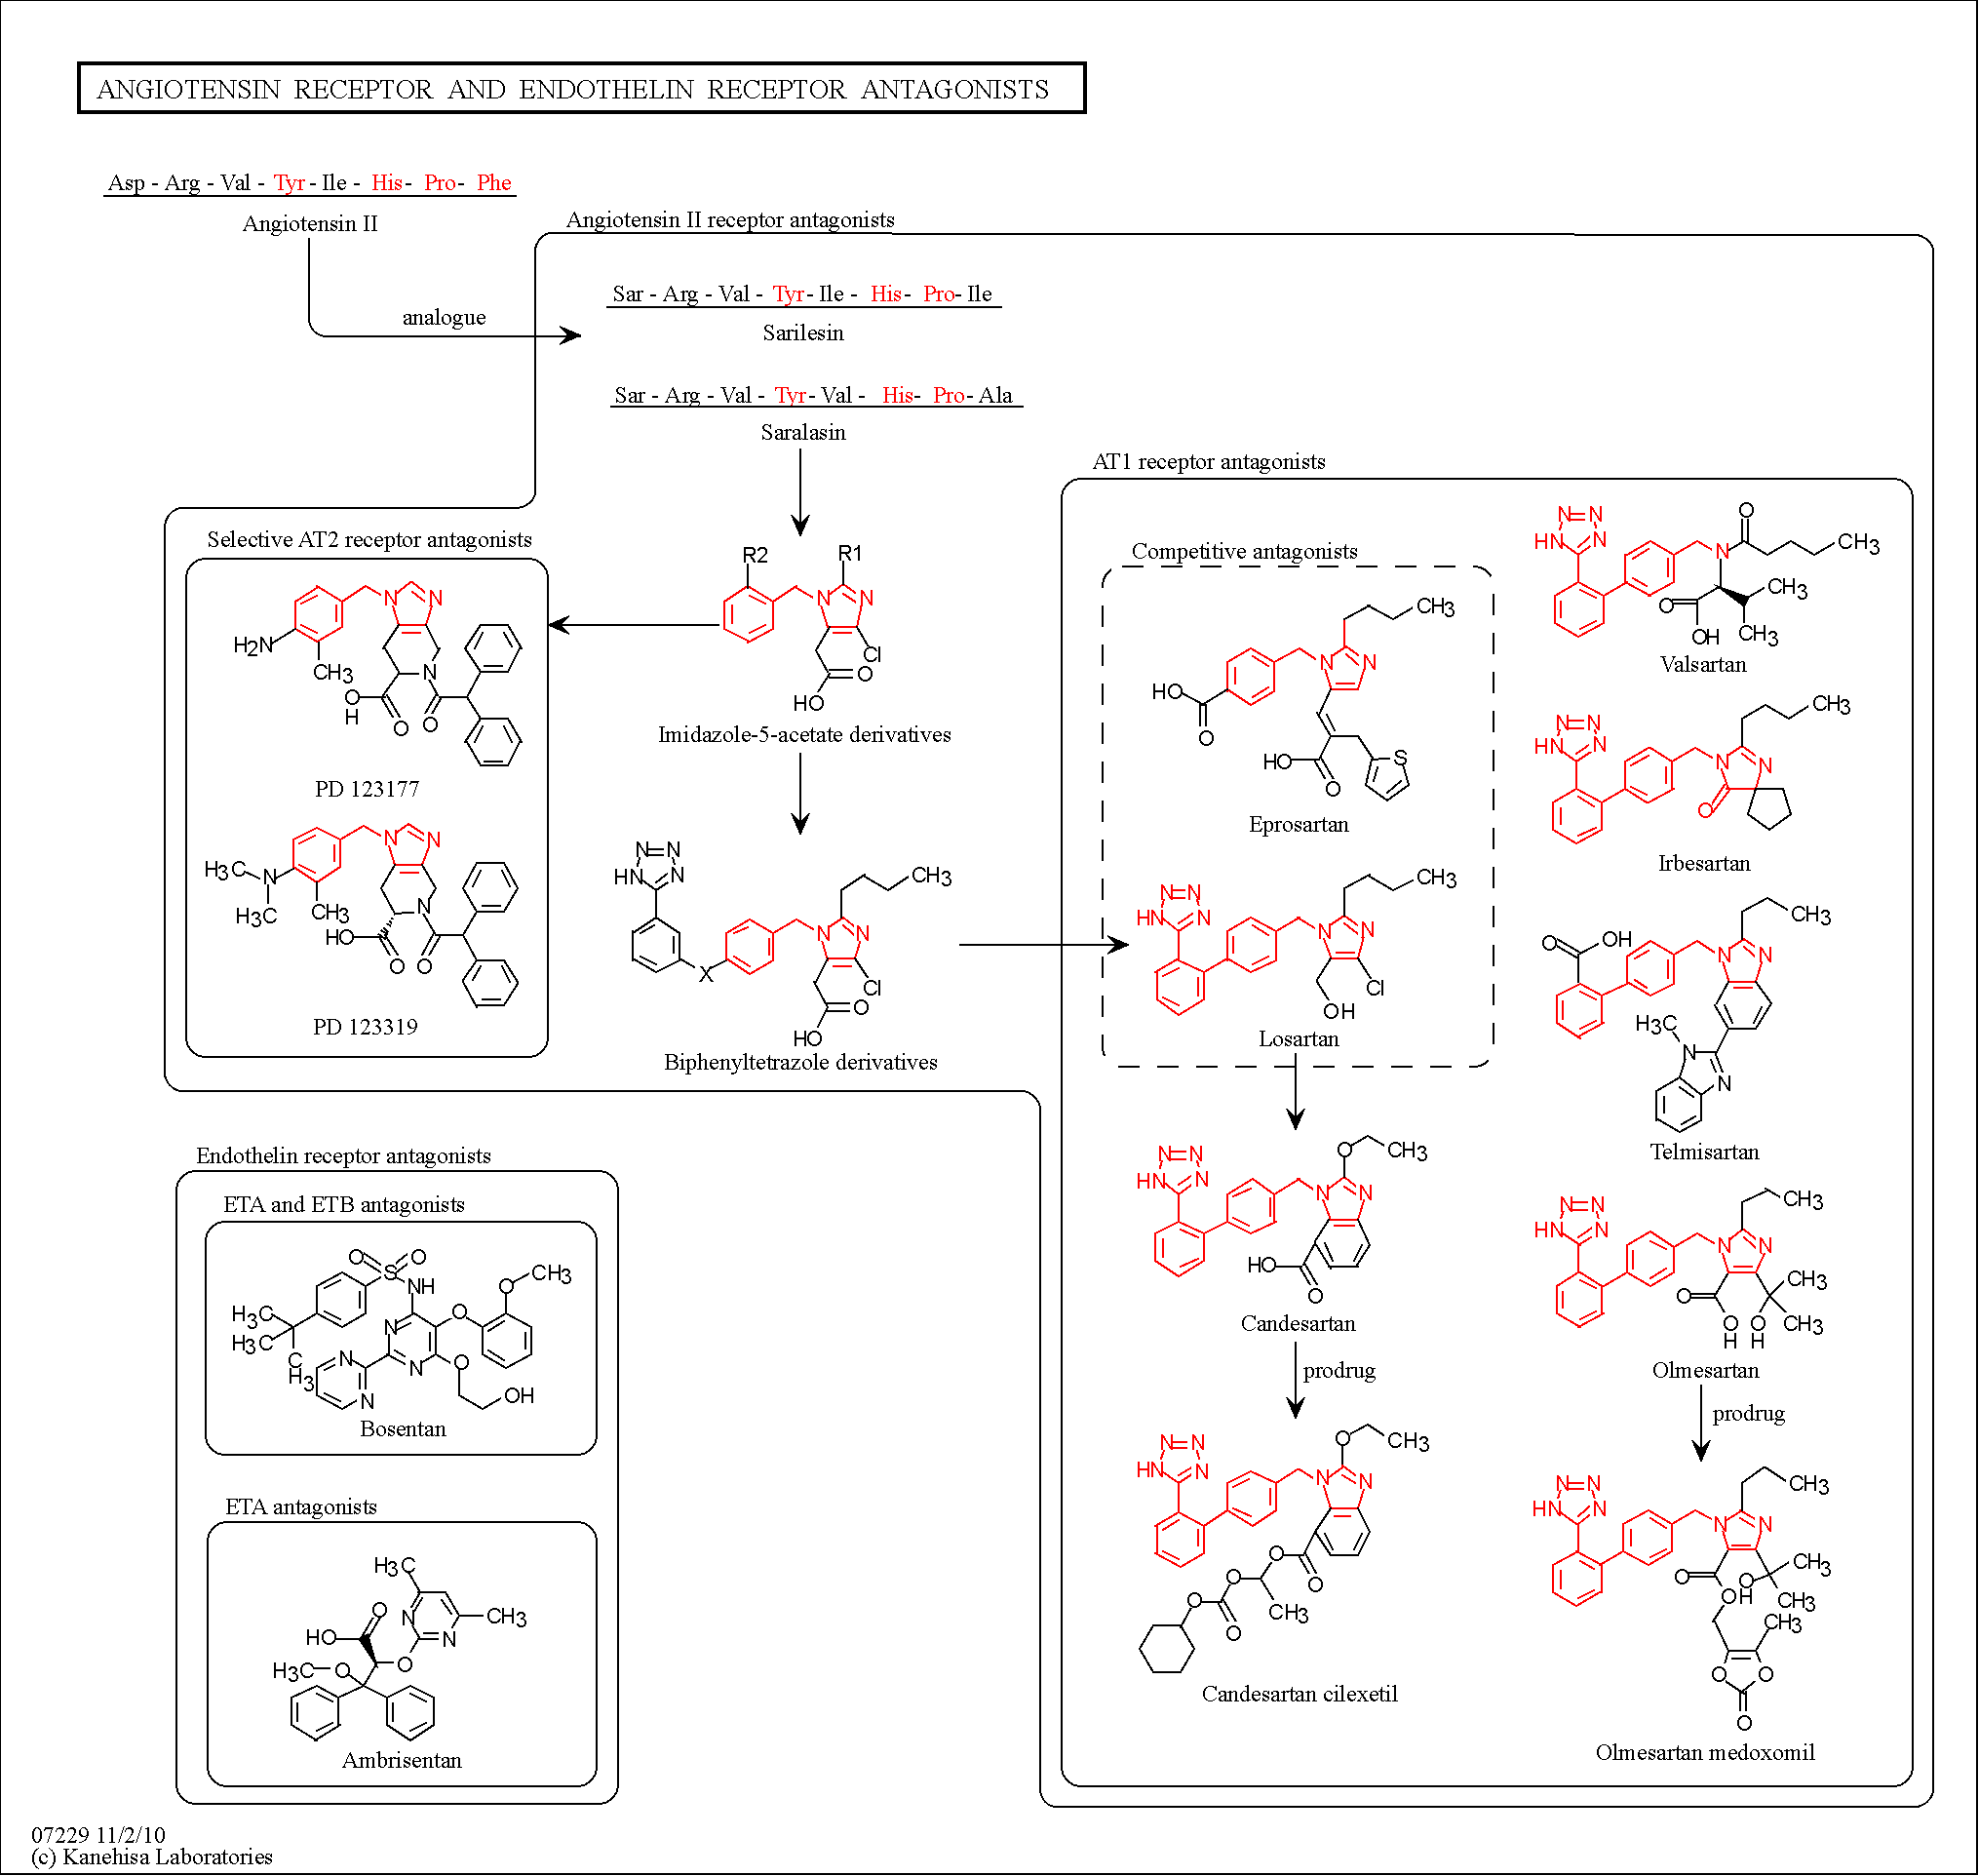 ANGIOTENSIN RECEPTOR AND ENDOTHELIN RECEPTOR ANTAGONISTS
Asp - Arg - Val - Tyr - Ile - His - Pro - Phe
Angiotensin II
Angiotensin II receptor antagonists
analogue
Sar - Arg - Val - Tyr - Ile - His - Pro - Ile
Sarilesin
Sar - Arg - Val - Tyr - Val - His - Pro - Ala
Saralasin
Selective AT2 receptor antagonists
H2N
CH3
N
N
N
O
H
O
O
PD 123177
H3C
N
H3C
CH3
N
N
N
HO
O
O
PD 123319
R2
R1
N
N
Cl
O
HO
Imidazole-5-acetate derivatives
N
N
HN
N
X
CH3
N
N
Cl
O
HO
Biphenyltetrazole derivatives
AT1 receptor antagonists
Competitive antagonists
CH3
N
N
HO
O
HO
O
S
Eprosartan
N
N
HN
N
CH3
N
N
Cl
OH
Losartan
N
N
HN
N
O
CH3
N
N
HO
O
Candesartan
prodrug
N
N
HN
N
O
CH3
N
N
O
O
O
O
O
CH3
Candesartan cilexetil
N
N
HN
N
O
N
CH3
O
OH
CH3
CH3
Valsartan
N
N
HN
N
CH3
N
N
O
Irbesartan
CH3
O
OH
N
N
H3C
N
N
Telmisartan
N
N
HN
N
CH3
N
N
O
O
H
O
H
CH3
CH3
Olmesartan
prodrug
N
N
HN
N
CH3
N
N
O
O
O
H
CH3
CH3
CH3
O
O
O
Olmesartan medoxomil
Endothelin receptor antagonists
ETA and ETB antagonists
O
O
S
NH
O
CH3
H3C
H3C
C
H3
N
N
O
O
N
N
OH
Bosentan
ETA antagonists
H3C
O
N
CH3
HO
N
H3C
O
O
Ambrisentan
07229 11/2/10
(c) Kanehisa Laboratories